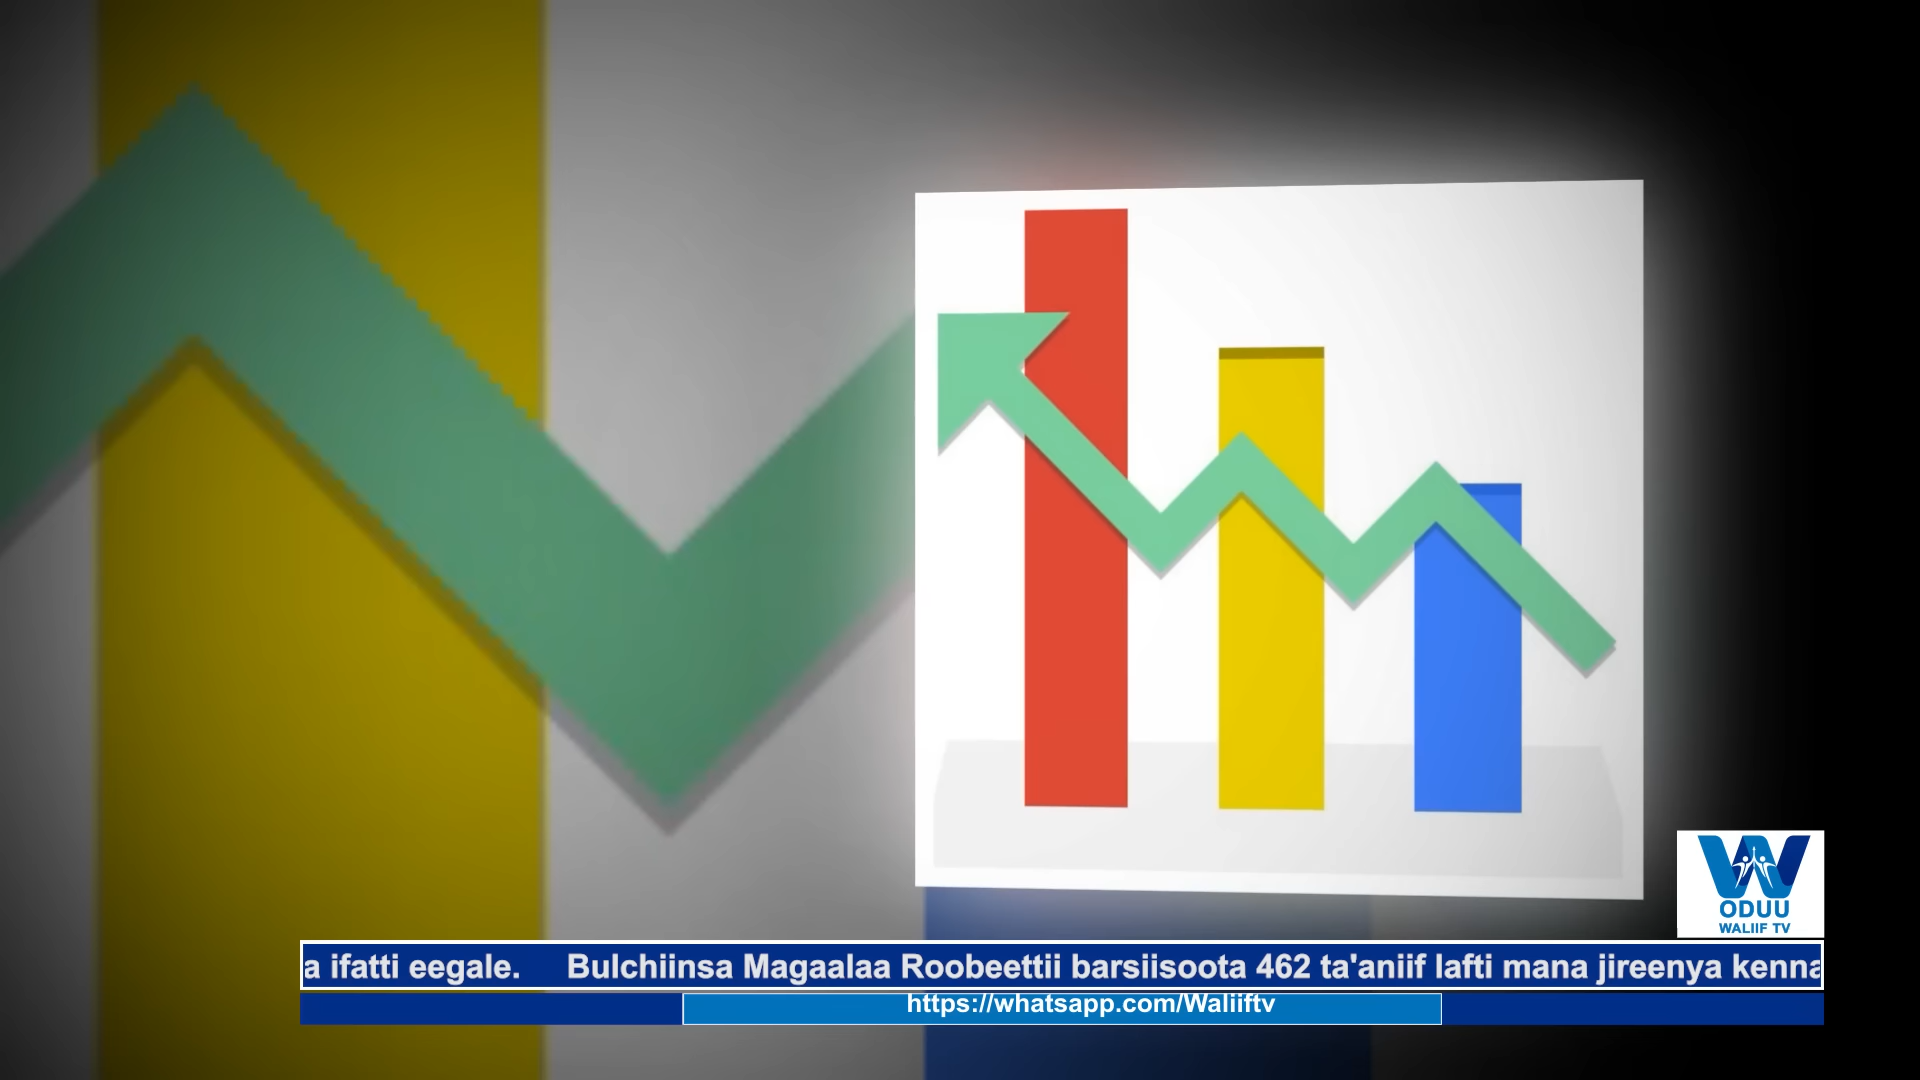 ODUU
WALIIF TV
a ifatti eegale. Bulchiinsa Magaalaa Roobeettii barsiisoota 462 ta'aniif lafti mana jireenya kenna
https://whatsapp.com/Waliiftv